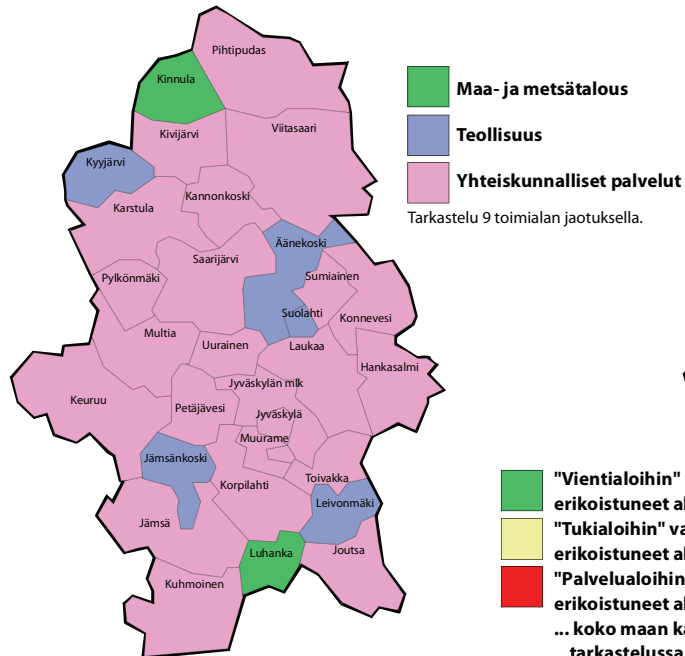 Pihtipudas
Kinnula
Kivijärvi
Viitasaari
Kyyjärvi
Kannonkoski
Karstula
Äänekoski
Saarijärvi
Sumiainen
Pylkönmäki
Suolahti
Konnevesi
Multia
Uurainen
Laukaa
Hankasalmi
Jyväskylän mlk
Keuruu
Petäjävesi
Jyväskylä
Muurame
Jämsänkoski
Toivakka
Korpilahti
Leivonmäki
Jämsä
Luhanka
Joutsa
Kuhmoinen
Maa- ja metsätalous
Teollisuus
Yhteiskunnalliset palvelut
Tarkastelu 9 toimialan jaotuksella.
"Vientialoihin"
erikoistuneet
"Tukialoihin"
erikoistuneet
"Palvelualoihin
erikoistuneet
... koko maan
tarkastelussa